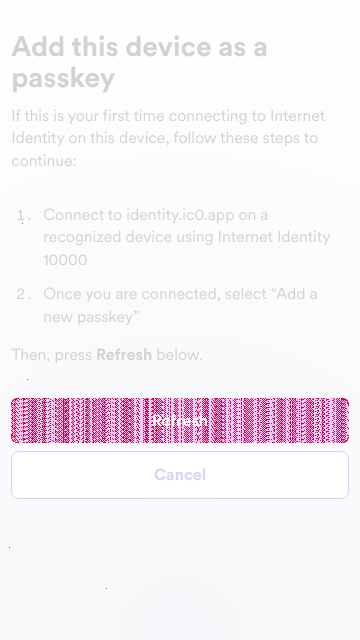 Add this device as a
passkey
If this is your first time connecting to Internet
Identity on this device, follow these steps to
continue:
1. Connect to identity.ic0.app on a
recognized device using Internet Identity
10000
2. Once you are connected, select “Add a
new passkey”
Then, press Refresh below.
Refresh
Cancel